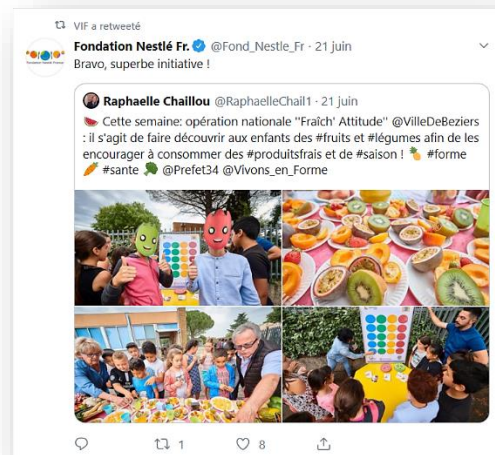 VIF a retweeté
Fondation Nestlé Fr. @Fond_Nestle_Fr · 21 juin
Bravo, superbe initiative !
Raphaelle Chaillou @RaphaelleChail1 · 21 juin
🍉 Cette semaine: opération nationale "Fraîch' Attitude" @VilleDeBeziers
: il s'agit de faire découvrir aux enfants des #fruits et #légumes afin de les
encourager à consommer des #produitsfrais et de #saison ! 🍍 #forme
🥕 #sante 🥦 @Prefet34 @Vivons_en_Forme
1
8